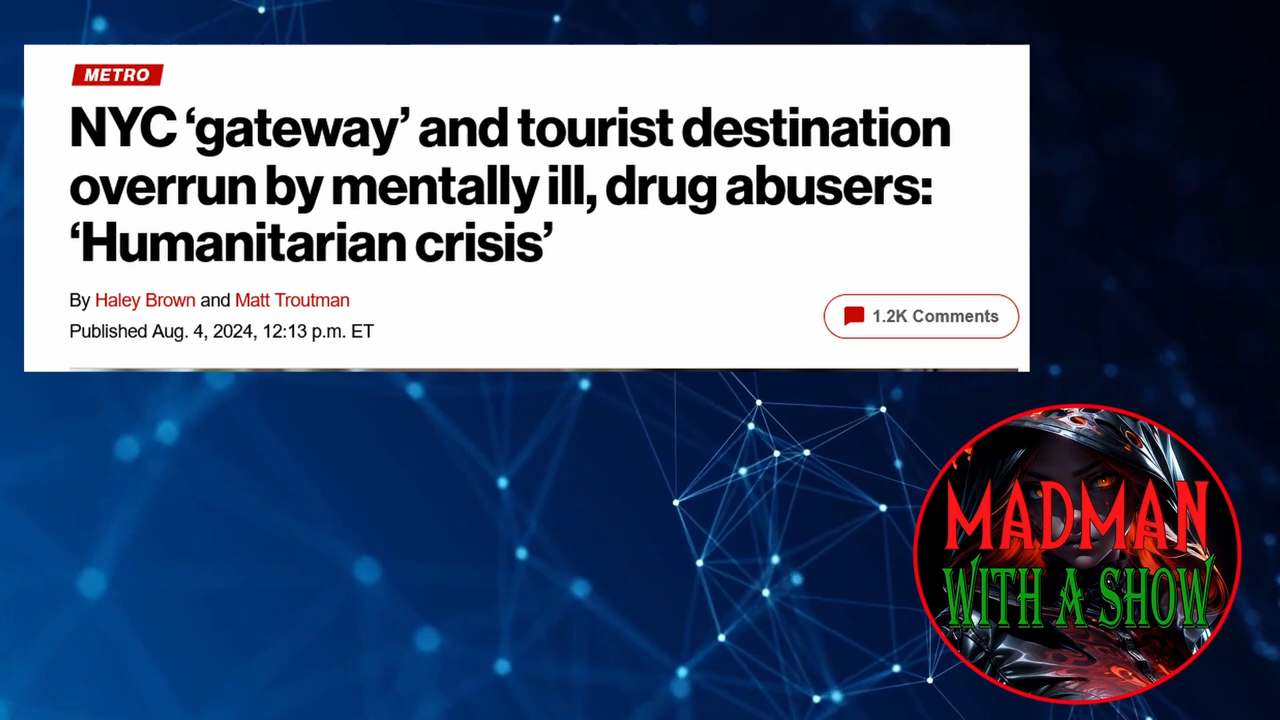 METRO
NYC ‘gateway’ and tourist destination
overrun by mentally ill, drug abusers:
‘Humanitarian crisis’
By Haley Brown and Matt Troutman
Published Aug. 4, 2024, 12:13 p.m. ET
1.2K Comments
MADMAN
WITH A SHOW